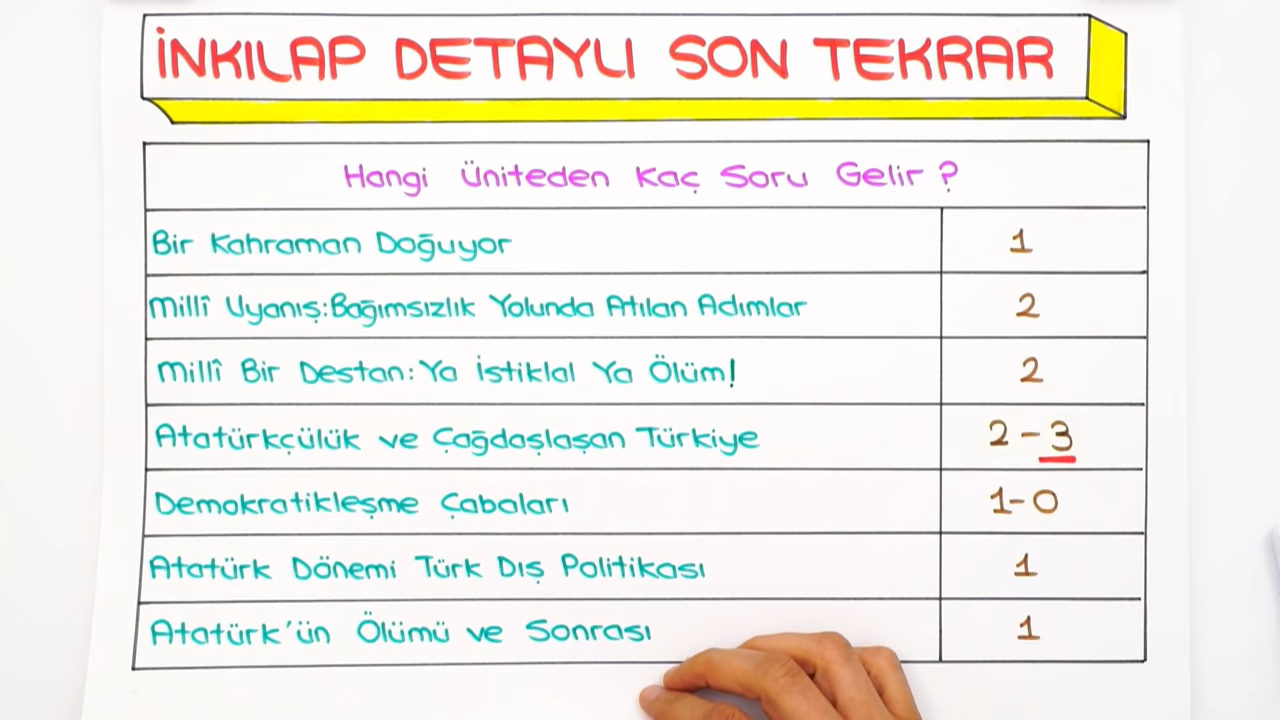 İNKILAP DETAYLI SON TEKRAR
Hangi Üniteden Kaç Soru Gelir ?
Bir Kahraman Doğuyor 1
Millî Uyanış:Bağımsızlık Yolunda Atılan Adımlar 2
Millî Bir Destan:Ya İstiklal Ya Ölüm! 2
Atatürkçülük ve Çağdaşlaşan Türkiye 2-3
Demokratikleşme Çabaları 1-0
Atatürk Dönemi Türk Dış Politikası 1
Atatürk'ün Ölümü ve Sonrası 1